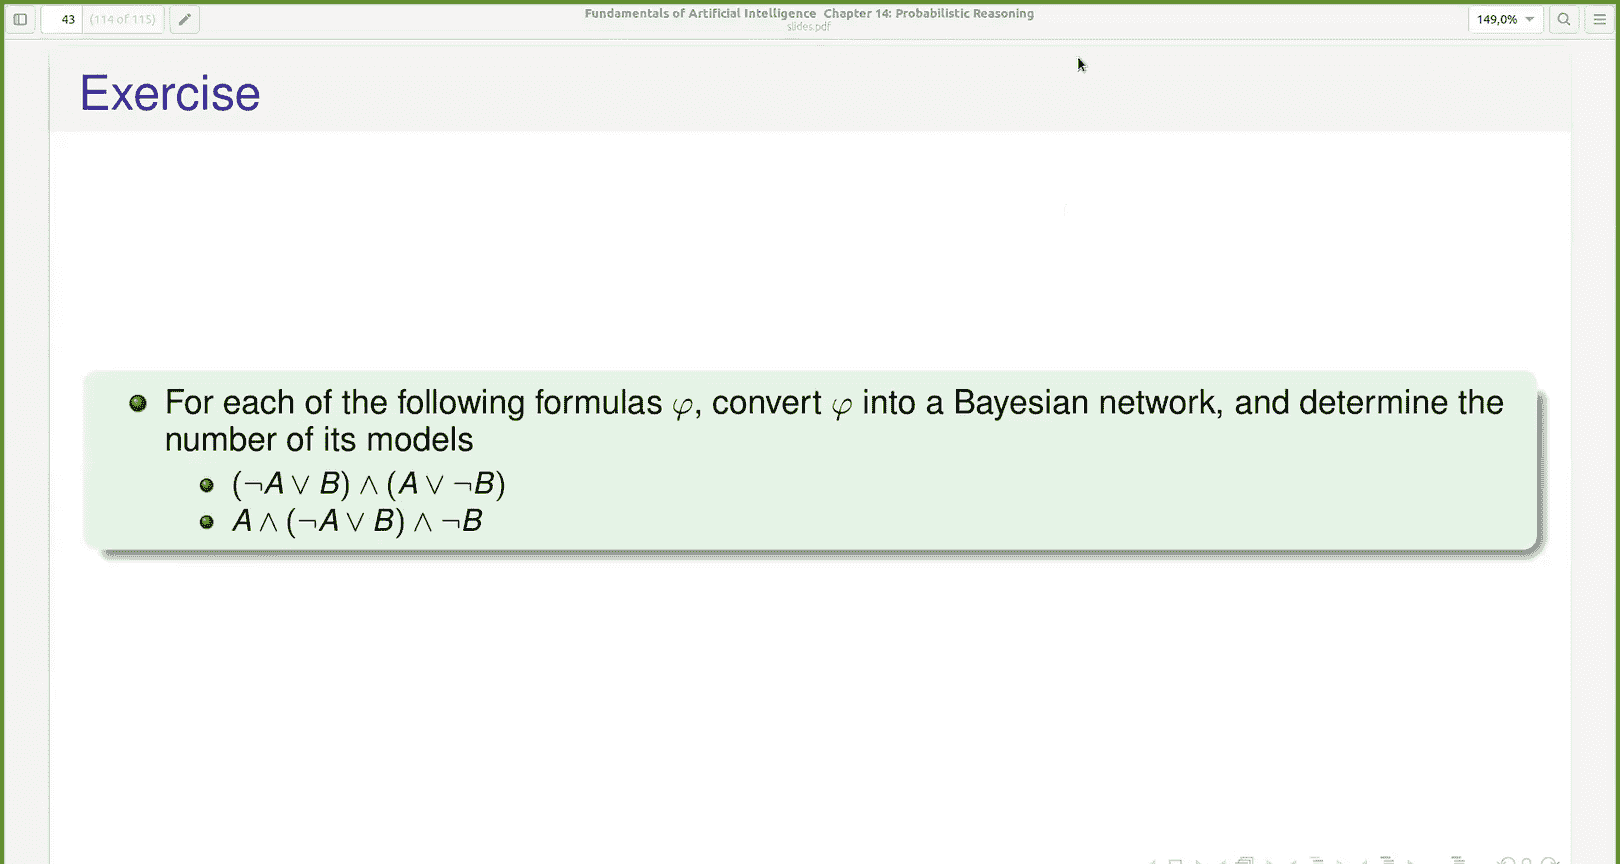 43 (114 of 115) Fundamentals of Artificial Intelligence Chapter 14: Probabilistic Reasoning 149,0%
slides.pdf
Exercise
For each of the following formulas φ, convert φ into a Bayesian network, and determine the
number of its models
(¬A ∨ B) ∧ (A ∨ ¬B)
A ∧ (¬A ∨ B) ∧ ¬B